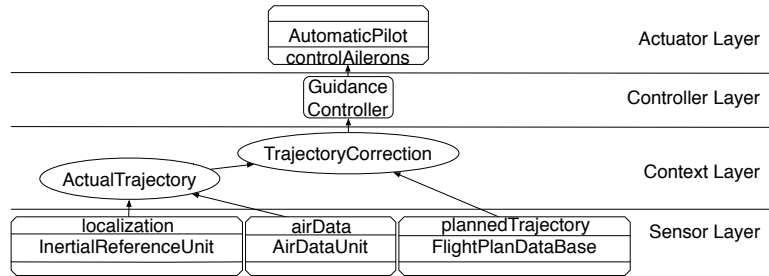 AutomaticPilot
controlAilerons
Actuator Layer
Guidance
Controller
Controller Layer
TrajectoryCorrection
ActualTrajectory
Context Layer
localization
InertialReferenceUnit
airData
AirDataUnit
plannedTrajectory
FlightPlanDataBase
Sensor Layer